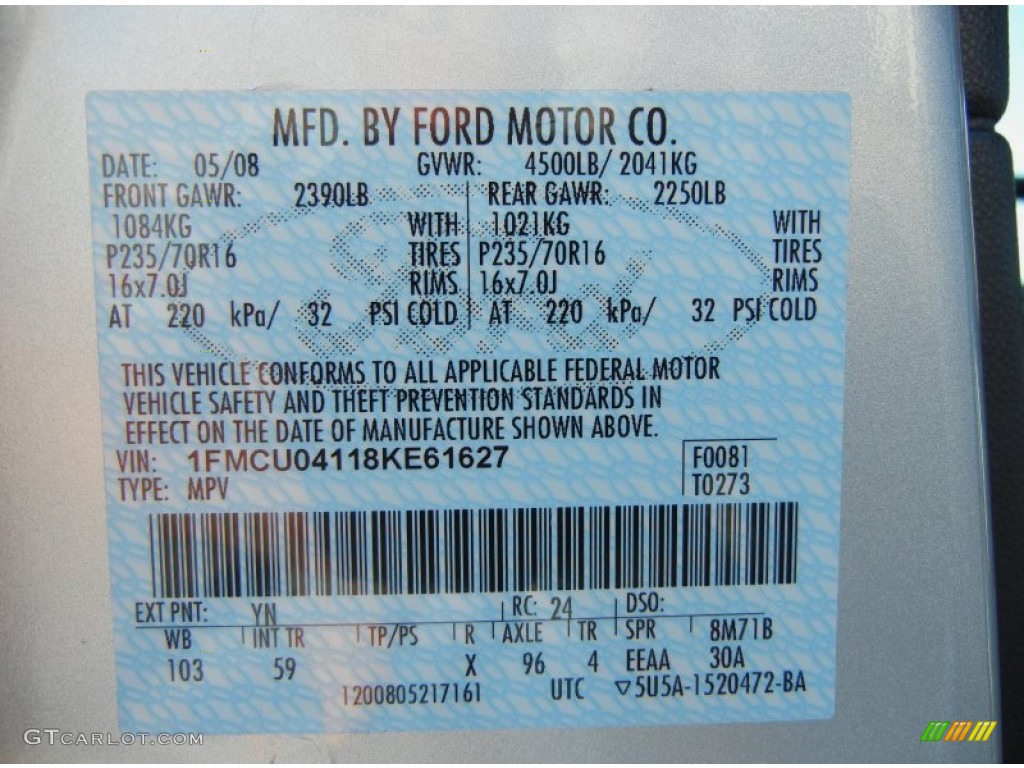 MFD. BY FORD MOTOR CO.
DATE: 05/08 GVWR: 4500LB/ 2041KG
FRONT GAWR: 2390LB REAR GAWR: 2250LB
1084KG WITH 1021KG WITH
P235/70R16 TIRES P235/70R16 TIRES
16x7.0J RIMS 16x7.0J RIMS
AT 220 kPa/ 32 PSI COLD AT 220 kPa/ 32 PSI COLD
THIS VEHICLE CONFORMS TO ALL APPLICABLE FEDERAL MOTOR
VEHICLE SAFETY AND THEFT PREVENTION STANDARDS IN
EFFECT ON THE DATE OF MANUFACTURE SHOWN ABOVE.
VIN: 1FMCU04118KE61627 F0081
TYPE: MPV T0273
EXT PNT: YN RC: 24 DSO:
WB INT TR TP/PS R AXLE TR SPR 8M71B
103 59 X 96 4 EEAA 30A
1200805217161 UTC ▽5U5A-1520472-BA
GTCARLOT.COM